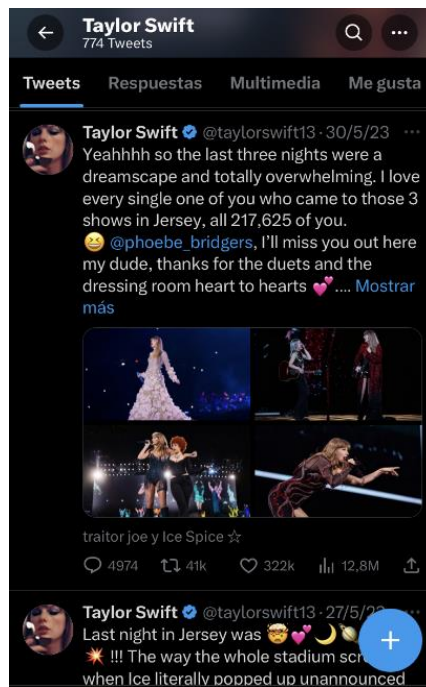 Taylor Swift
774 Tweets
Tweets Respuestas Multimedia Me gusta
Taylor Swift @taylorswift13 · 30/5/23
Yeahhhh so the last three nights were a
dreamscape and totally overwhelming. I love
every single one of you who came to those 3
shows in Jersey, all 217,625 of you.
😆 @phoebe_bridgers, I’ll miss you out here
my dude, thanks for the duets and the
dressing room heart to hearts 💕.... Mostrar
más
traitor joe y Ice Spice ☆
4974 41k 322k 12,8M
Taylor Swift @taylorswift13 · 27/5/23
Last night in Jersey was 🤯💕🌙🪐
💥 !!! The way the whole stadium
when Ice literally popped up unannounced